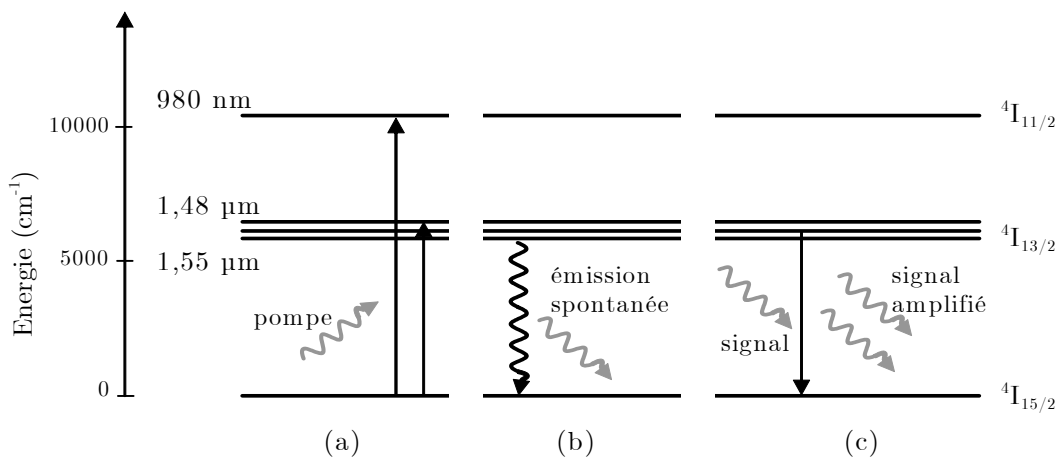 Energie (cm⁻¹)
10000
5000
0
980 nm
1,48 µm
1,55 µm
pompe
émission
spontanée
signal
signal
amplifié
⁴I₁₁/₂
⁴I₁₃/₂
⁴I₁₅/₂
(a)
(b)
(c)